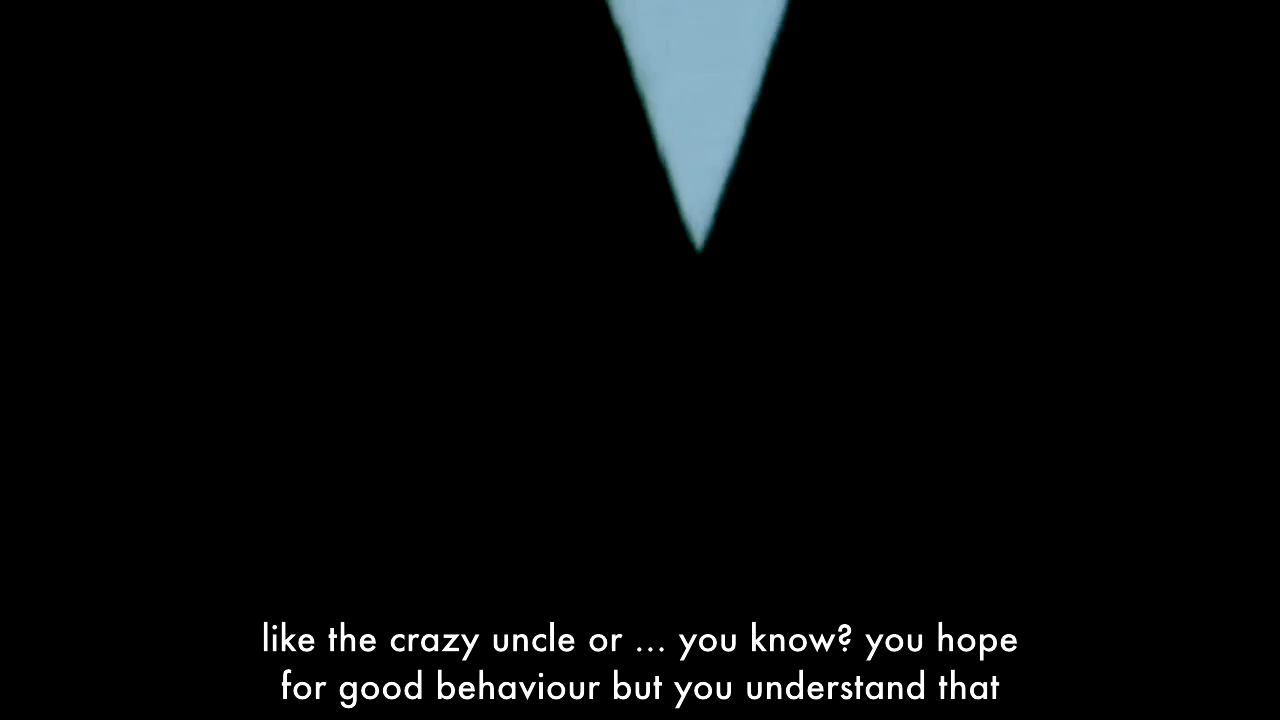 like the crazy uncle or ... you know? you hope
for good behaviour but you understand that